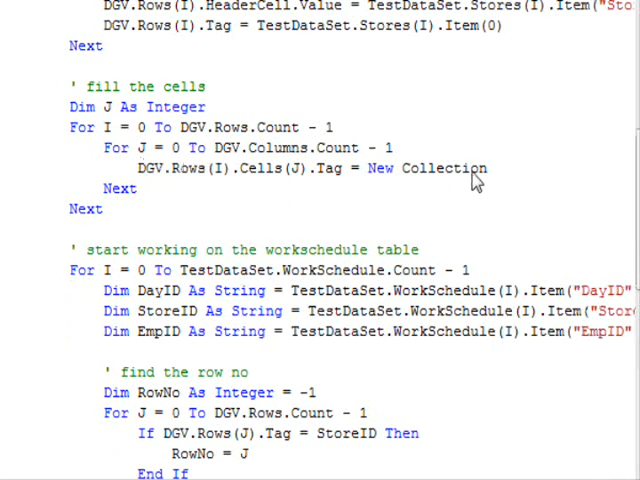 DGV.Rows(I).HeaderCell.Value = TestDataSet.Stores(I).Item("Sto
DGV.Rows(I).Tag = TestDataSet.Stores(I).Item(0)
Next
' fill the cells
Dim J As Integer
For I = 0 To DGV.Rows.Count - 1
For J = 0 To DGV.Columns.Count - 1
DGV.Rows(I).Cells(J).Tag = New Collection
Next
Next
' start working on the workschedule table
For I = 0 To TestDataSet.WorkSchedule.Count - 1
Dim DayID As String = TestDataSet.WorkSchedule(I).Item("DayID"
Dim StoreID As String = TestDataSet.WorkSchedule(I).Item("Stor
Dim EmpID As String = TestDataSet.WorkSchedule(I).Item("EmpID"
' find the row no
Dim RowNo As Integer = -1
For J = 0 To DGV.Rows.Count - 1
If DGV.Rows(J).Tag = StoreID Then
RowNo = J
End If